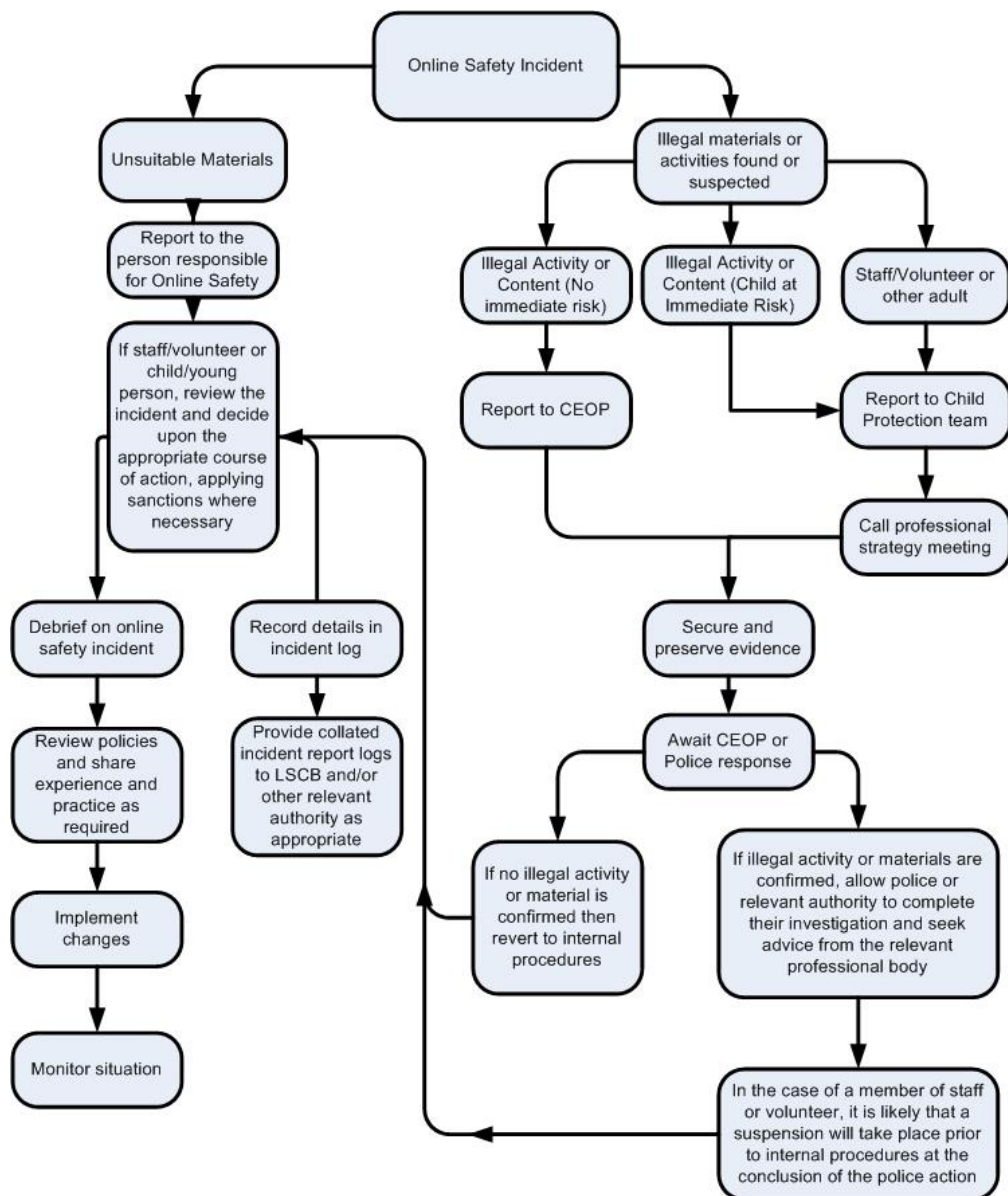 Online Safety Incident
Unsuitable Materials
Report to the
person responsible
for Online Safety
If staff/volunteer or
child/young
person, review the
incident and decide
upon the
appropriate course
of action, applying
sanctions where
necessary
Debrief on online
safety incident
Review policies
and share
experience and
practice as
required
Implement
changes
Monitor situation
Record details in
incident log
Provide collated
incident report logs
to LSCB and/or
other relevant
authority as
appropriate
Illegal materials or
activities found or
suspected
Illegal Activity or
Content (No
immediate risk)
Illegal Activity or
Content (Child at
Immediate Risk)
Staff/Volunteer or
other adult
Report to CEOP
Report to Child
Protection team
Call professional
strategy meeting
Secure and
preserve evidence
Await CEOP or
Police response
If no illegal activity
or material is
confirmed then
revert to internal
procedures
If illegal activity or materials are
confirmed, allow police or
relevant authority to complete
their investigation and seek
advice from the relevant
professional body
In the case of a member of staff
or volunteer, it is likely that a
suspension will take place prior
to internal procedures at the
conclusion of the police action